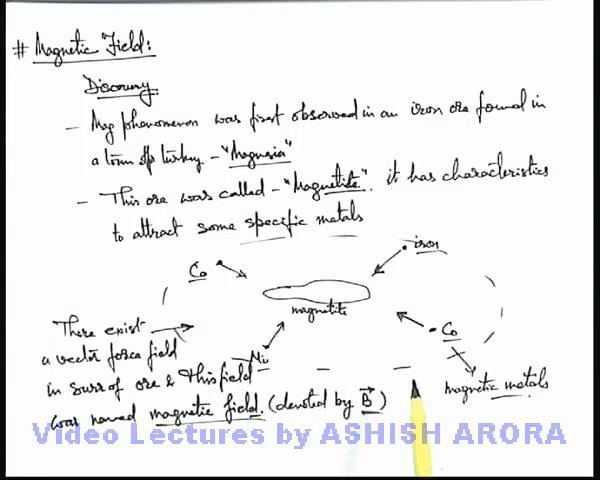 # Magnetic Field:
Discovery
- Mag phenomenon was first observed in an iron ore found in
a town of turkey - "Magnesia"
- This ore was called - "Magnetite". it has characteristics
to attract some specific metals
Co
iron
magnetite
Co
Ni
magnetic metals
There exist
a vector force field
in surr of ore & this field
was named magnetic field. (denoted by B⃗)
Video Lectures by ASHISH ARORA